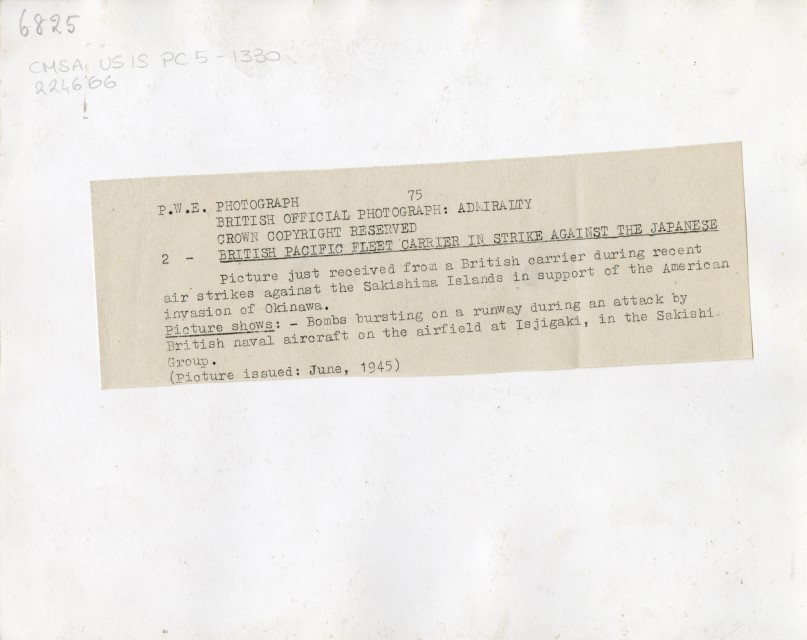 6825
CMSA, USIS PC 5 - 1330
224606
75
P.W.E. PHOTOGRAPH
BRITISH OFFICIAL PHOTOGRAPH: ADMIRALTY
CROWN COPYRIGHT RESERVED
2 - BRITISH PACIFIC FLEET CARRIER IN STRIKE AGAINST THE JAPANESE
Picture just received from a British carrier during recent
air strikes against the Sakishima Islands in support of the American
invasion of Okinawa.
Picture shows: - Bombs bursting on a runway during an attack by
British naval aircraft on the airfield at Isjigaki, in the Sakishi
Group.
(Picture issued: June, 1945)